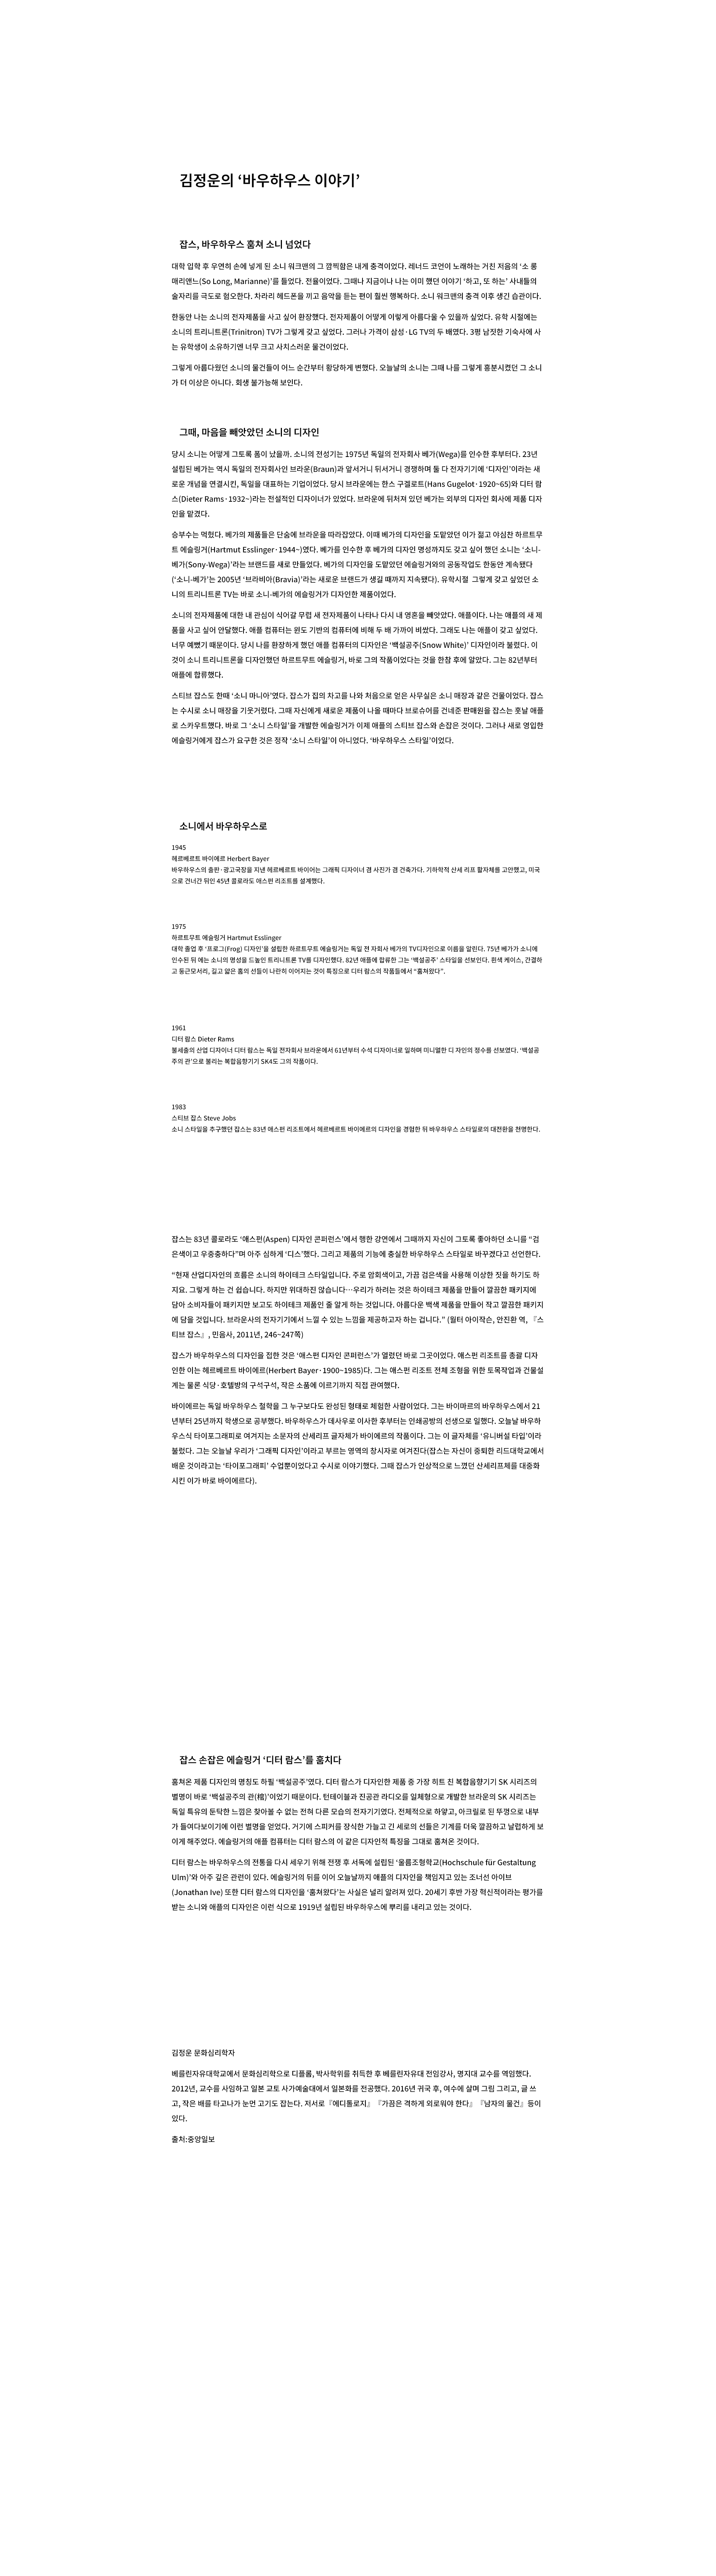 김정운의 ‘바우하우스 이야기’
잡스, 바우하우스 훔쳐 소니 넘었다
대학 입학 후 우연히 손에 넣게 된 소니 워크맨의 그 깜찍함은 내게 충격이었다. 레너드 코언이 노래하는 거친 저음의 ‘소 롱
매리앤느(So Long, Marianne)’를 들었다. 전율이었다. 그때나 지금이나 나는 이미 했던 이야기 ‘하고, 또 하는’ 사내들의
술자리를 극도로 혐오한다. 차라리 헤드폰을 끼고 음악을 듣는 편이 훨씬 행복하다. 소니 워크맨의 충격 이후 생긴 습관이다.
한동안 나는 소니의 전자제품을 사고 싶어 환장했다. 전자제품이 어떻게 이렇게 아름다울 수 있을까 싶었다. 유학 시절에는
소니의 트리니트론(Trinitron) TV가 그렇게 갖고 싶었다. 그러나 가격이 삼성·LG TV의 두 배였다. 3평 남짓한 기숙사에 사
는 유학생이 소유하기엔 너무 크고 사치스러운 물건이었다.
그렇게 아름다웠던 소니의 물건들이 어느 순간부터 황당하게 변했다. 오늘날의 소니는 그때 나를 그렇게 흥분시켰던 그 소니
가 더 이상은 아니다. 회생 불가능해 보인다.
그때, 마음을 빼앗았던 소니의 디자인
당시 소니는 어떻게 그토록 폼이 났을까. 소니의 전성기는 1975년 독일의 전자회사 베가(Wega)를 인수한 후부터다. 23년
설립된 베가는 역시 독일의 전자회사인 브라운(Braun)과 앞서거니 뒤서거니 경쟁하며 둘 다 전자기기에 ‘디자인’이라는 새
로운 개념을 연결시킨, 독일을 대표하는 기업이었다. 당시 브라운에는 한스 구겔로트(Hans Gugelot·1920~65)와 디터 람
스(Dieter Rams·1932~)라는 전설적인 디자이너가 있었다. 브라운에 뒤처져 있던 베가는 외부의 디자인 회사에 제품 디자
인을 맡겼다.
승부수는 먹혔다. 베가의 제품들은 단숨에 브라운을 따라잡았다. 이때 베가의 디자인을 도맡았던 이가 젊고 야심찬 하르트무
트 에슬링거(Hartmut Esslinger·1944~)였다. 베가를 인수한 후 베가의 디자인 명성까지도 갖고 싶어 했던 소니는 ‘소니-
베가(Sony-Wega)’라는 브랜드를 새로 만들었다. 베가의 디자인을 도맡았던 에슬링거와의 공동작업도 한동안 계속됐다
(‘소니-베가’는 2005년 ‘브라비아(Bravia)’라는 새로운 브랜드가 생길 때까지 지속됐다). 유학시절 그렇게 갖고 싶었던 소
니의 트리니트론 TV는 바로 소니-베가의 에슬링거가 디자인한 제품이었다.
소니의 전자제품에 대한 내 관심이 식어갈 무렵 새 전자제품이 나타나 다시 내 영혼을 빼앗았다. 애플이다. 나는 애플의 새 제
품을 사고 싶어 안달했다. 애플 컴퓨터는 윈도 기반의 컴퓨터에 비해 두 배 가까이 비쌌다. 그래도 나는 애플이 갖고 싶었다.
너무 예뻤기 때문이다. 당시 나를 환장하게 했던 애플 컴퓨터의 디자인은 ‘백설공주(Snow White)’ 디자인이라 불렸다. 이
것이 소니 트리니트론을 디자인했던 하르트무트 에슬링거, 바로 그의 작품이었다는 것을 한참 후에 알았다. 그는 82년부터
애플에 합류했다.
스티브 잡스도 한때 ‘소니 마니아’였다. 잡스가 집의 차고를 나와 처음으로 얻은 사무실은 소니 매장과 같은 건물이었다. 잡스
는 수시로 소니 매장을 기웃거렸다. 그때 자신에게 새로운 제품이 나올 때마다 브로슈어를 건네준 판매원을 잡스는 훗날 애플
로 스카우트했다. 바로 그 ‘소니 스타일’을 개발한 에슬링거가 이제 애플의 스티브 잡스와 손잡은 것이다. 그러나 새로 영입한
에슬링거에게 잡스가 요구한 것은 정작 ‘소니 스타일’이 아니었다. ‘바우하우스 스타일’이었다.
소니에서 바우하우스로
1945
헤르베르트 바이에르 Herbert Bayer
바우하우스의 출판·광고국장을 지낸 헤르베르트 바이어는 그래픽 디자이너 겸 사진가 겸 건축가다. 기하학적 산세 리프 활자체를 고안했고, 미국
으로 건너간 뒤인 45년 콜로라도 애스펀 리조트를 설계했다.
1975
하르트무트 에슬링거 Hartmut Esslinger
대학 졸업 후 ‘프로그(Frog) 디자인’을 설립한 하르트무트 에슬링거는 독일 전 자회사 베가의 TV디자인으로 이름을 알린다. 75년 베가가 소니에
인수된 뒤 에는 소니의 명성을 드높인 트리니트론 TV를 디자인했다. 82년 애플에 합류한 그는 ‘백설공주’ 스타일을 선보인다. 흰색 케이스, 간결하
고 둥근모서리, 길고 얇은 홈의 선들이 나란히 이어지는 것이 특징으로 디터 람스의 작품들에서 “훔쳐왔다”.
1961
디터 람스 Dieter Rams
불세출의 산업 디자이너 디터 람스는 독일 전자회사 브라운에서 61년부터 수석 디자이너로 일하며 미니멀한 디 자인의 정수를 선보였다. ‘백설공
주의 관’으로 불리는 복합음향기기 SK4도 그의 작품이다.
1983
스티브 잡스 Steve Jobs
소니 스타일을 추구했던 잡스는 83년 애스펀 리조트에서 헤르베르트 바이에르의 디자인을 경험한 뒤 바우하우스 스타일로의 대전환을 천명한다.
잡스는 83년 콜로라도 ‘애스펀(Aspen) 디자인 콘퍼런스’에서 행한 강연에서 그때까지 자신이 그토록 좋아하던 소니를 “검
은색이고 우중충하다”며 아주 심하게 ‘디스’했다. 그리고 제품의 기능에 충실한 바우하우스 스타일로 바꾸겠다고 선언한다.
“현재 산업디자인의 흐름은 소니의 하이테크 스타일입니다. 주로 암회색이고, 가끔 검은색을 사용해 이상한 짓을 하기도 하
지요. 그렇게 하는 건 쉽습니다. 하지만 위대하진 않습니다…우리가 하려는 것은 하이테크 제품을 만들어 깔끔한 패키지에
담아 소비자들이 패키지만 보고도 하이테크 제품인 줄 알게 하는 것입니다. 아름다운 백색 제품을 만들어 작고 깔끔한 패키지
에 담을 것입니다. 브라운사의 전자기기에서 느낄 수 있는 느낌을 제공하고자 하는 겁니다.” (월터 아이작슨, 안진환 역, 『스
티브 잡스』, 민음사, 2011년, 246~247쪽)
잡스가 바우하우스의 디자인을 접한 것은 ‘애스펀 디자인 콘퍼런스’가 열렸던 바로 그곳이었다. 애스펀 리조트를 총괄 디자
인한 이는 헤르베르트 바이에르(Herbert Bayer·1900~1985)다. 그는 애스펀 리조트 전체 조형을 위한 토목작업과 건물설
계는 물론 식당·호텔방의 구석구석, 작은 소품에 이르기까지 직접 관여했다.
바이에르는 독일 바우하우스 철학을 그 누구보다도 완성된 형태로 체험한 사람이었다. 그는 바이마르의 바우하우스에서 21
년부터 25년까지 학생으로 공부했다. 바우하우스가 데사우로 이사한 후부터는 인쇄공방의 선생으로 일했다. 오늘날 바우하
우스식 타이포그래피로 여겨지는 소문자의 산세리프 글자체가 바이에르의 작품이다. 그는 이 글자체를 ‘유니버설 타입’이라
불렀다. 그는 오늘날 우리가 ‘그래픽 디자인’이라고 부르는 영역의 창시자로 여겨진다(잡스는 자신이 중퇴한 리드대학교에서
배운 것이라고는 ‘타이포그래피’ 수업뿐이었다고 수시로 이야기했다. 그때 잡스가 인상적으로 느꼈던 산세리프체를 대중화
시킨 이가 바로 바이에르다).
잡스 손잡은 에슬링거 ‘디터 람스’를 훔치다
훔쳐온 제품 디자인의 명칭도 하필 ‘백설공주’였다. 디터 람스가 디자인한 제품 중 가장 히트 친 복합음향기기 SK 시리즈의
별명이 바로 ‘백설공주의 관(棺)’이었기 때문이다. 턴테이블과 진공관 라디오를 일체형으로 개발한 브라운의 SK 시리즈는
독일 특유의 둔탁한 느낌은 찾아볼 수 없는 전혀 다른 모습의 전자기기였다. 전체적으로 하얗고, 아크릴로 된 뚜껑으로 내부
가 들여다보이기에 이런 별명을 얻었다. 거기에 스피커를 장식한 가늘고 긴 세로의 선들은 기계를 더욱 깔끔하고 날렵하게 보
이게 해주었다. 에슬링거의 애플 컴퓨터는 디터 람스의 이 같은 디자인적 특징을 그대로 훔쳐온 것이다.
디터 람스는 바우하우스의 전통을 다시 세우기 위해 전쟁 후 서독에 설립된 ‘울름조형학교(Hochschule für Gestaltung
Ulm)’와 아주 깊은 관련이 있다. 에슬링거의 뒤를 이어 오늘날까지 애플의 디자인을 책임지고 있는 조너선 아이브
(Jonathan Ive) 또한 디터 람스의 디자인을 ‘훔쳐왔다’는 사실은 널리 알려져 있다. 20세기 후반 가장 혁신적이라는 평가를
받는 소니와 애플의 디자인은 이런 식으로 1919년 설립된 바우하우스에 뿌리를 내리고 있는 것이다.
김정운 문화심리학자
베를린자유대학교에서 문화심리학으로 디플롬, 박사학위를 취득한 후 베를린자유대 전임강사, 명지대 교수를 역임했다.
2012년, 교수를 사임하고 일본 교토 사가예술대에서 일본화를 전공했다. 2016년 귀국 후, 여수에 살며 그림 그리고, 글 쓰
고, 작은 배를 타고나가 눈먼 고기도 잡는다. 저서로『에디톨로지』『가끔은 격하게 외로워야 한다』『남자의 물건』등이
있다.
출처:중앙일보